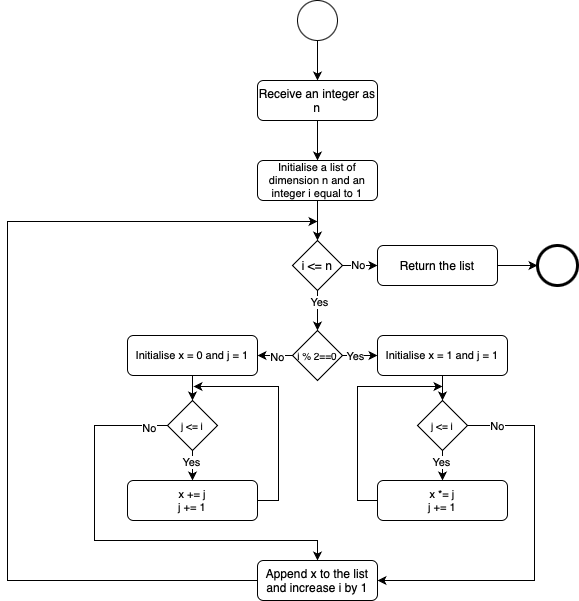 Receive an integer as
n
Initialise a list of
dimension n and an
integer i equal to 1
i <= n
No
Return the list
Yes
Initialise x = 0 and j = 1
No
i % 2==0
Yes
Initialise x = 1 and j = 1
No
j <= i
j <= i
No
Yes
Yes
x += j
j += 1
x *= j
j += 1
Append x to the list
and increase i by 1